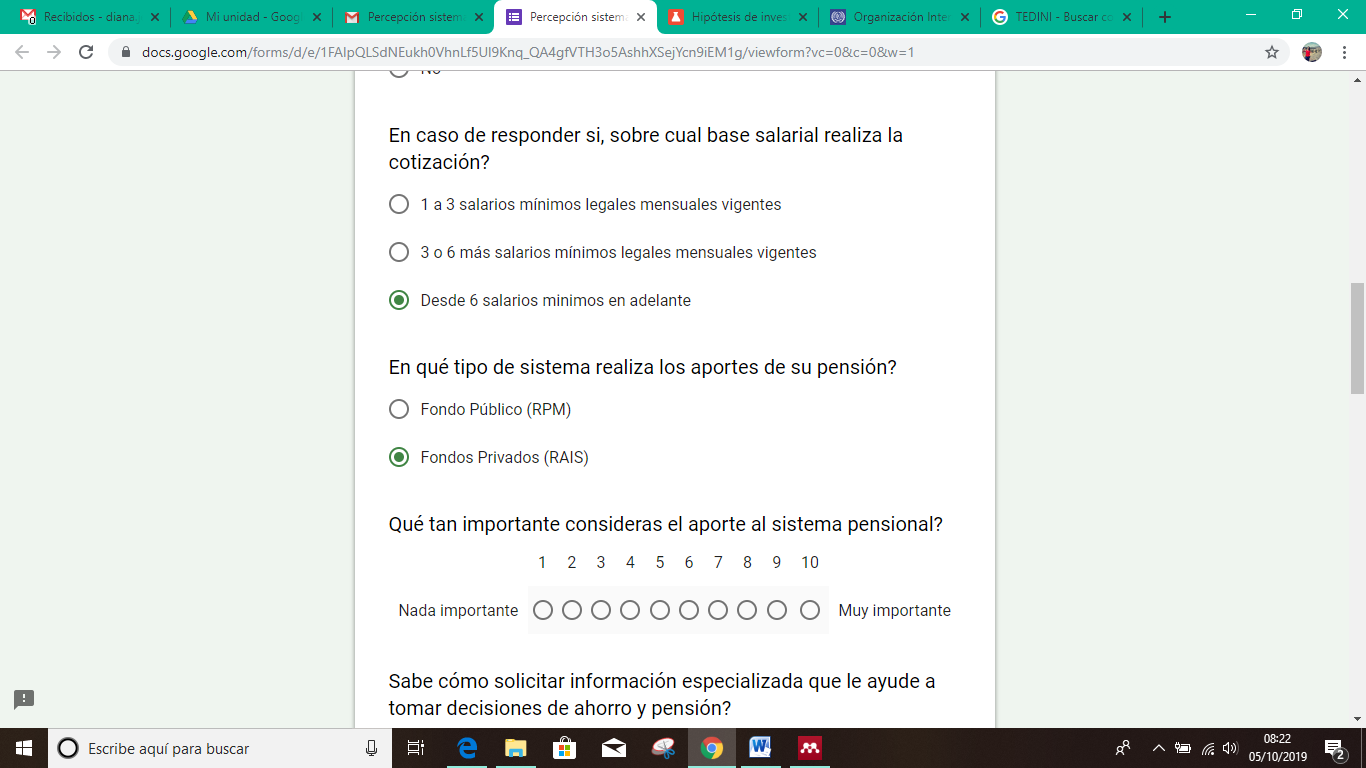 Recibidos - diana.
Mi unidad - Goog
Percepción sistem
Percepción sistem
Hipótesis de inves
Organización Inte
TEDINI - Buscar co
docs.google.com/forms/d/e/1FAIpQLSdNEukh0VhnLf5UI9Knq_QA4gfVTH3o5AshhXSejYcn9iEM1g/viewform?vc=0&c=0&w=1
No
En caso de responder si, sobre cual base salarial realiza la
cotización?
1 a 3 salarios mínimos legales mensuales vigentes
3 o 6 más salarios mínimos legales mensuales vigentes
Desde 6 salarios minimos en adelante
En qué tipo de sistema realiza los aportes de su pensión?
Fondo Público (RPM)
Fondos Privados (RAIS)
Qué tan importante consideras el aporte al sistema pensional?
1 2 3 4 5 6 7 8 9 10
Nada importante Muy importante
Sabe cómo solicitar información especializada que le ayude a
tomar decisiones de ahorro y pensión?
Escribe aquí para buscar
08:22
05/10/2019
2